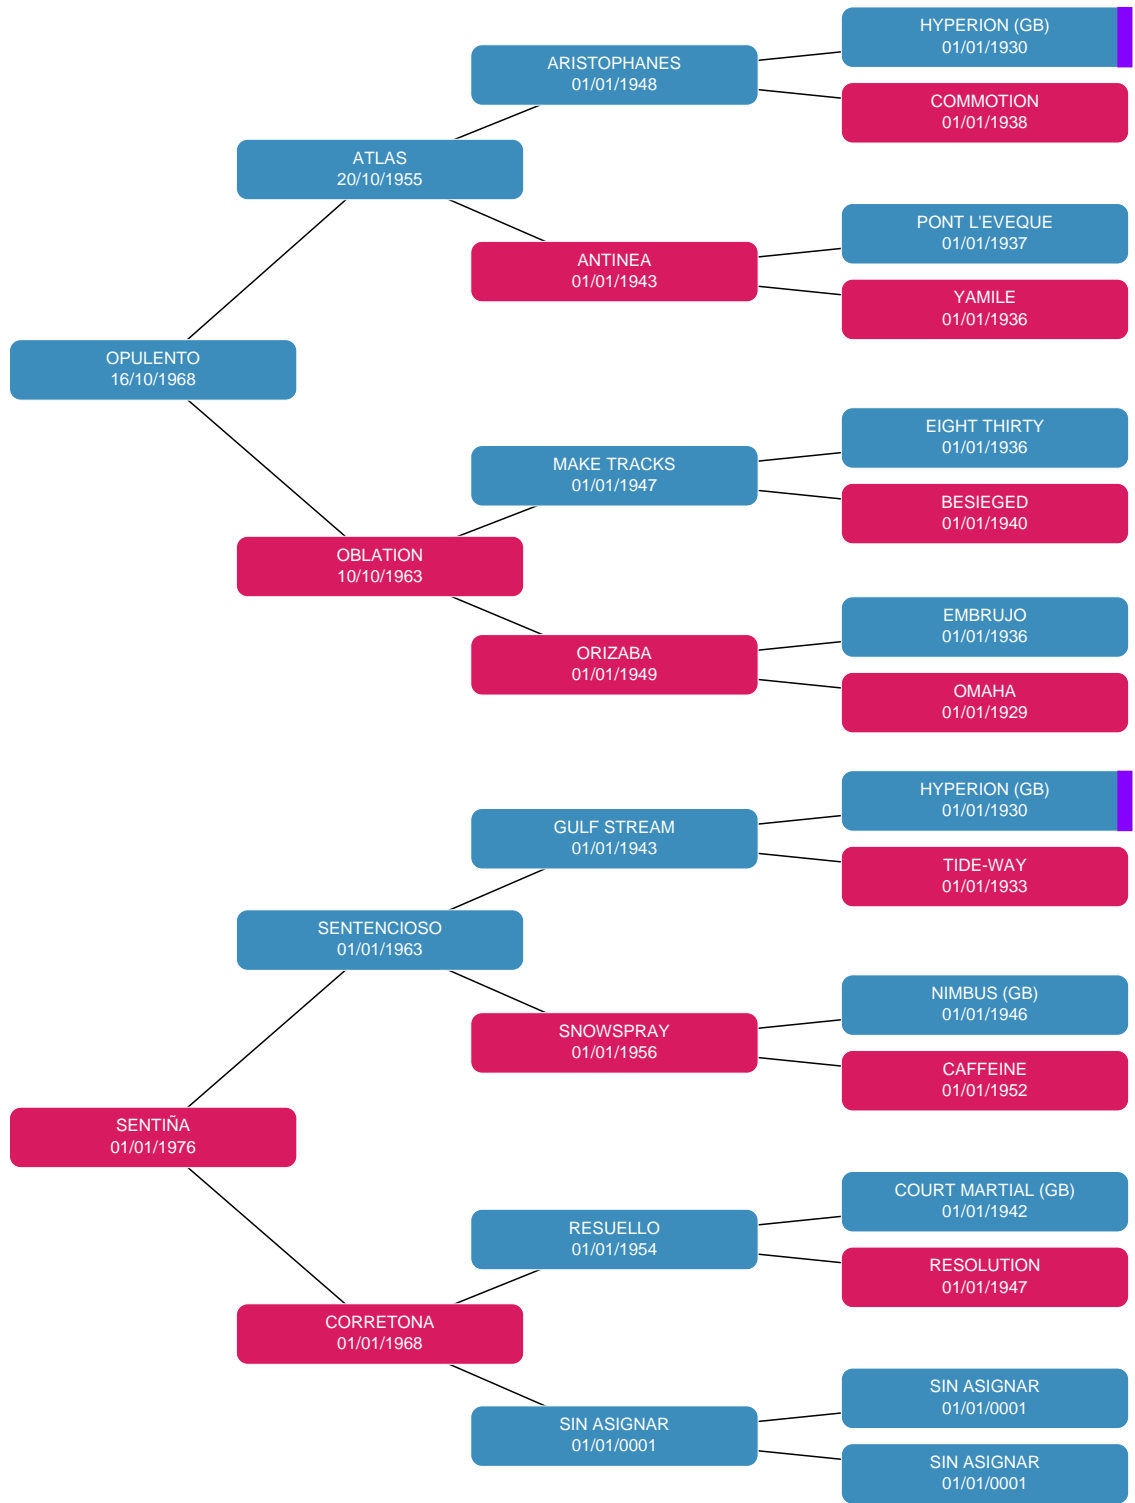 HYPERION (GB)
01/01/1930
ARISTOPHANES
01/01/1948
COMMOTION
01/01/1938
ATLAS
20/10/1955
PONT L'EVEQUE
01/01/1937
ANTINEA
01/01/1943
YAMILE
01/01/1936
OPULENTO
16/10/1968
EIGHT THIRTY
01/01/1936
MAKE TRACKS
01/01/1947
BESIEGED
01/01/1940
OBLATION
10/10/1963
EMBRUJO
01/01/1936
ORIZABA
01/01/1949
OMAHA
01/01/1929
HYPERION (GB)
01/01/1930
GULF STREAM
01/01/1943
TIDE-WAY
01/01/1933
SENTENCIOSO
01/01/1963
NIMBUS (GB)
01/01/1946
SNOWSPRAY
01/01/1956
CAFFEINE
01/01/1952
SENTIÑA
01/01/1976
COURT MARTIAL (GB)
01/01/1942
RESUELLO
01/01/1954
RESOLUTION
01/01/1947
CORRETONA
01/01/1968
SIN ASIGNAR
01/01/0001
SIN ASIGNAR
01/01/0001
SIN ASIGNAR
01/01/0001